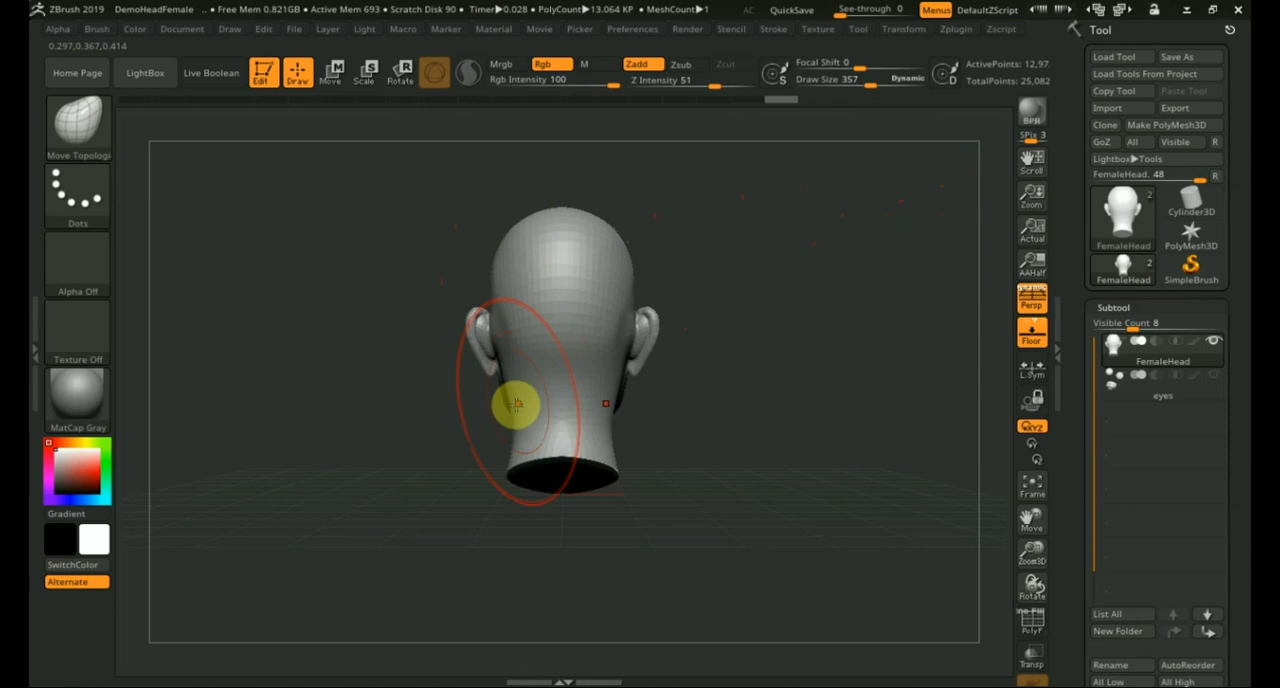 ZBrush 2019 DemoHeadFemale .. • Free Mem 0.821GB • Active Mem 693 • Scratch Disk 90 • Timer▶0.028 • PolyCount▶13.064 KP • MeshCount▶1 AC QuickSave See-through 0 Menus DefaultZScript
Alpha Brush Color Document Draw Edit File Layer Light Macro Marker Material Movie Picker Preferences Render Stencil Stroke Texture Tool Transform Zplugin Zscript
0.297,0.367,0.414
Home Page LightBox Live Boolean Edit Draw Move Scale Rotate
Mrgb Rgb M Zadd Zsub Zcut Focal Shift 0 ActivePoints: 12,97
Rgb Intensity 100 Z Intensity 51 Draw Size 357 Dynamic TotalPoints: 25,082
S
D
Move Topologi
Dots
Alpha Off
Texture Off
MatCap Gray
Gradient
SwitchColor
Alternate
BPR
SPix 3
Scroll
Zoom
Actual
AAHalf
Dynamic
Persp
Floor
L.Sym
XYZ
Frame
Move
Zoom3D
Rotate
PolyF
Transp
Tool
Load Tool Save As
Load Tools From Project
Copy Tool Paste Tool
Import Export
Clone Make PolyMesh3D
GoZ All Visible R
Lightbox▶Tools
FemaleHead. 48 R
2
Cylinder3D
FemaleHead PolyMesh3D
2
FemaleHead SimpleBrush
Subtool
Visible Count 8
FemaleHead
eyes
List All
New Folder
Rename AutoReorder
All Low All High